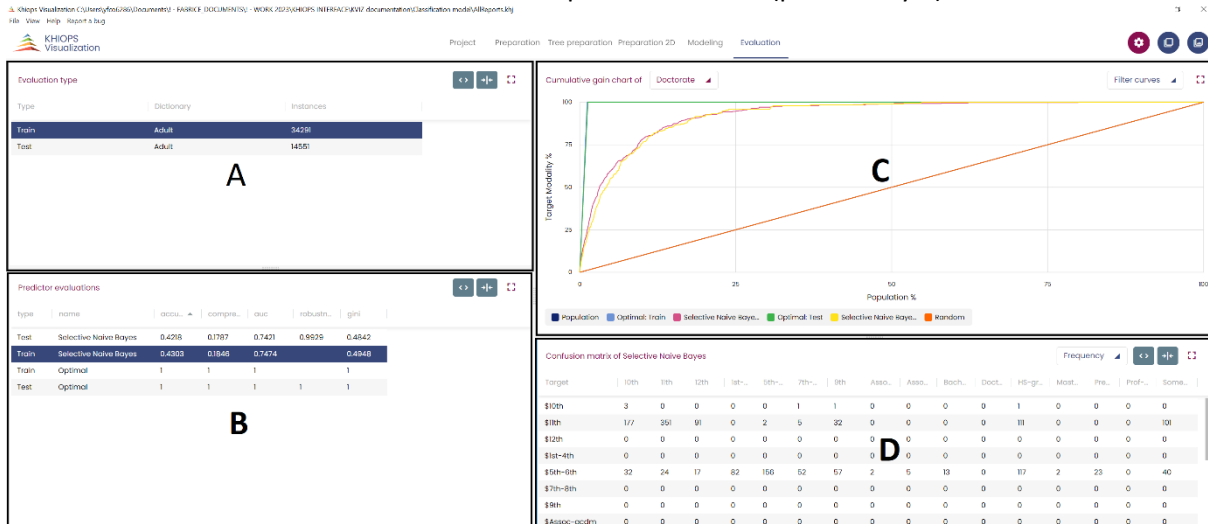 Khiops Visualization C:\Users\yfco6286\Documents\! - FABRICE DOCUMENTS\! - WORK 2023\KHIOPS INTERFACE\KV17 documentation\Classification model\AllReports.khj
File View Help Report a bug
KHIOPS
Visualization
Project Preparation Tree preparation Preparation 2D Modeling Evaluation
Evaluation type
Type Dictionary Instances
Train Adult 34291
Test Adult 14551
A
Predictor evaluations
type name accu... compre... auc robustn... gini
Test Selective Naive Bayes 0.4218 0.1787 0.7421 0.9929 0.4842
Train Selective Naive Bayes 0.4303 0.1846 0.7474 0.4948
Train Optimal 1 1 1 1
Test Optimal 1 1 1 1 1
B
Cumulative gain chart of Doctorate Filter curves
Target Modality %
100
75
50
25
0
0 25 50 75 100
Population %
C
Population Optimal: Train Selective Naive Baye... Optimal: Test Selective Naive Baye... Random
Confusion matrix of Selective Naive Bayes Frequency
Target 10th 11th 12th 1st-... 5th-... 7th-... 9th Asso... Asso... Bach... Doct... HS-gr... Mast... Pre... Prof-... Some...
$10th 3 0 0 0 0 1 1 0 0 0 0 1 0 0 0 0
$11th 177 351 91 0 2 5 32 0 0 0 0 111 0 0 0 101
$12th 0 0 0 0 0 0 0 0 0 0 0 0 0 0 0 0
$1st-4th 0 0 0 0 0 0 0 0 0 0 0 0 0 0 0 0
$5th-6th 32 24 17 82 156 52 57 2 5 13 0 117 2 23 0 40
$7th-8th 0 0 0 0 0 0 0 0 0 0 0 0 0 0 0 0
$9th 0 0 0 0 0 0 0 0 0 0 0 0 0 0 0 0
$Assoc-acdm 0 0 0 0 0 0 0 0 0 0 0 0 0 0 0 0
D